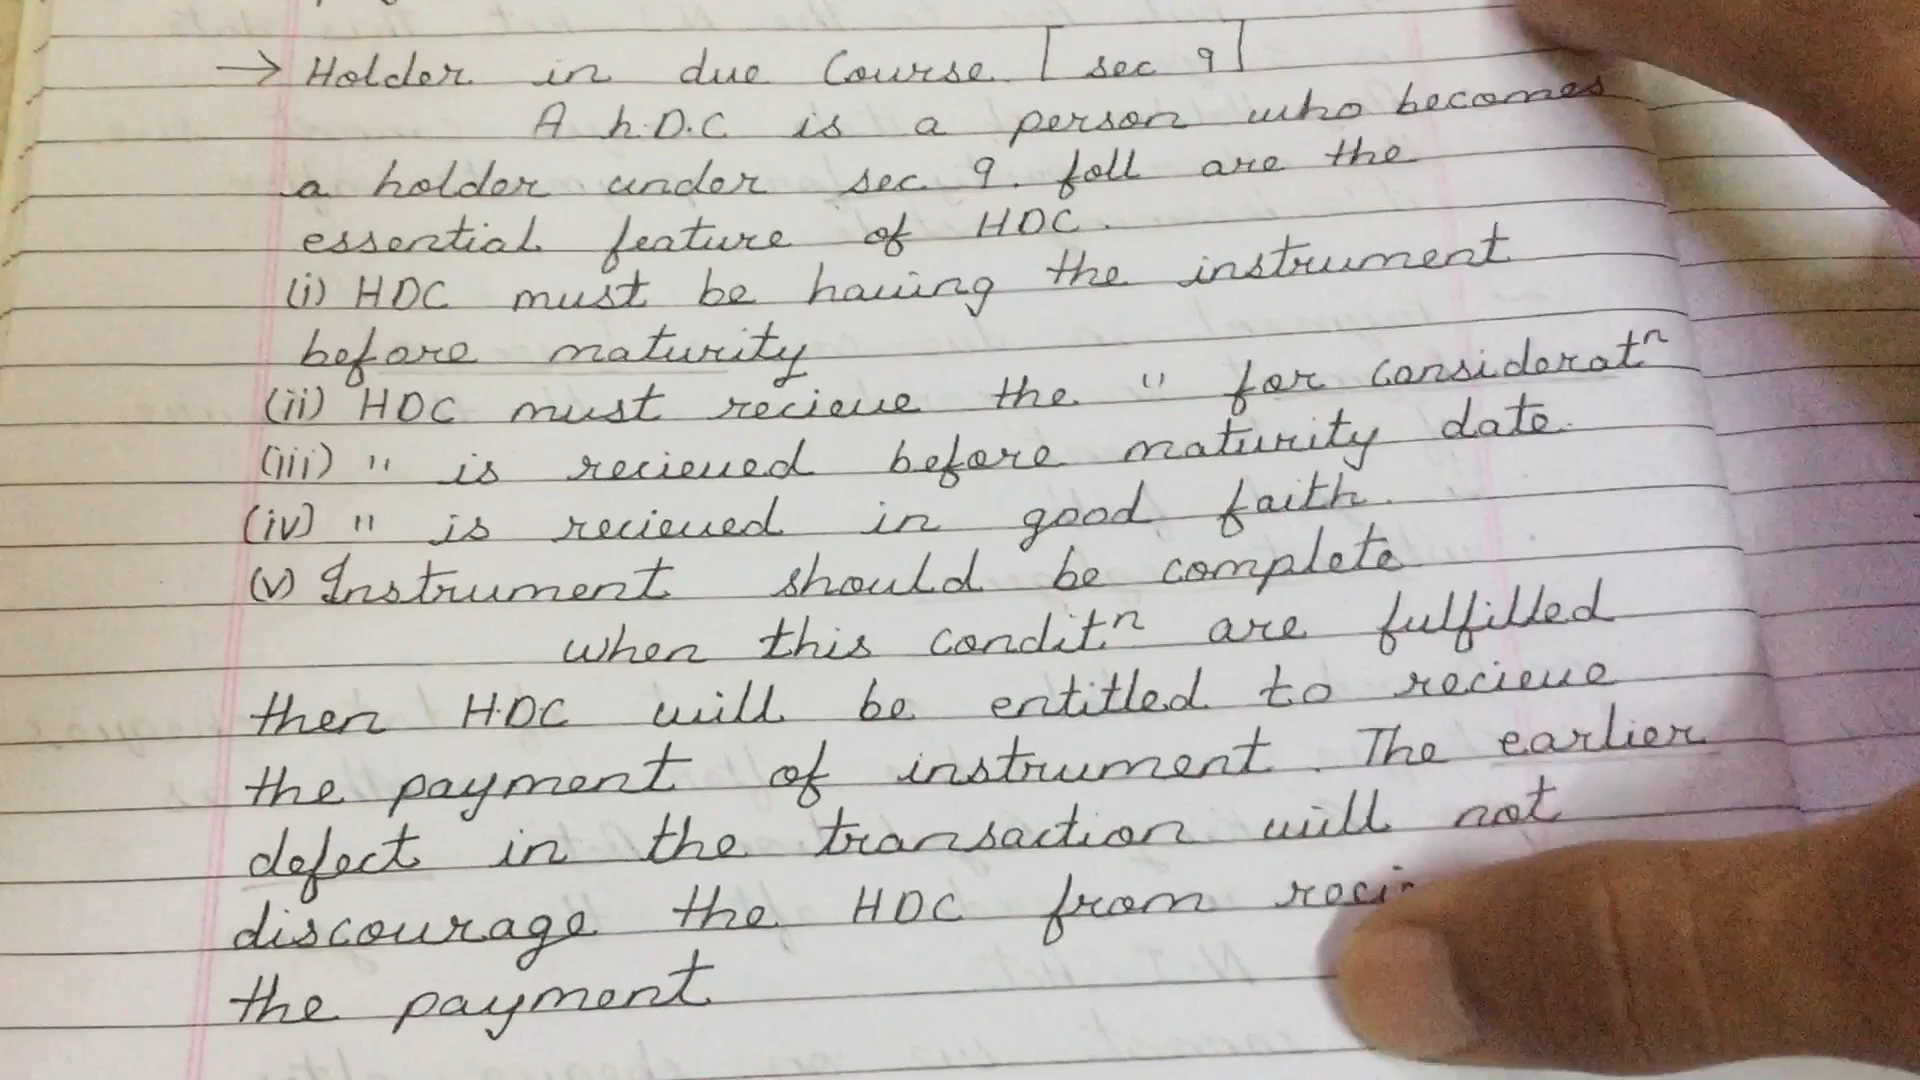 → Holder in due Course [sec 9]
A h.D.C is a person who becomes
a holder under sec. 9. foll are the
essential feature of HDC.
(i) HDC must be having the instrument
before maturity
(ii) HDC must recieve the " for consideratn
(iii) " is recieved before maturity date.
(iv) " is recieved in good faith.
(v) Instrument should be complete
when this conditn are fulfilled
then H.DC will be entitled to recieve
the payment of instrument. The earlier
defect in the transaction will not
discourage the HDC from
the payment